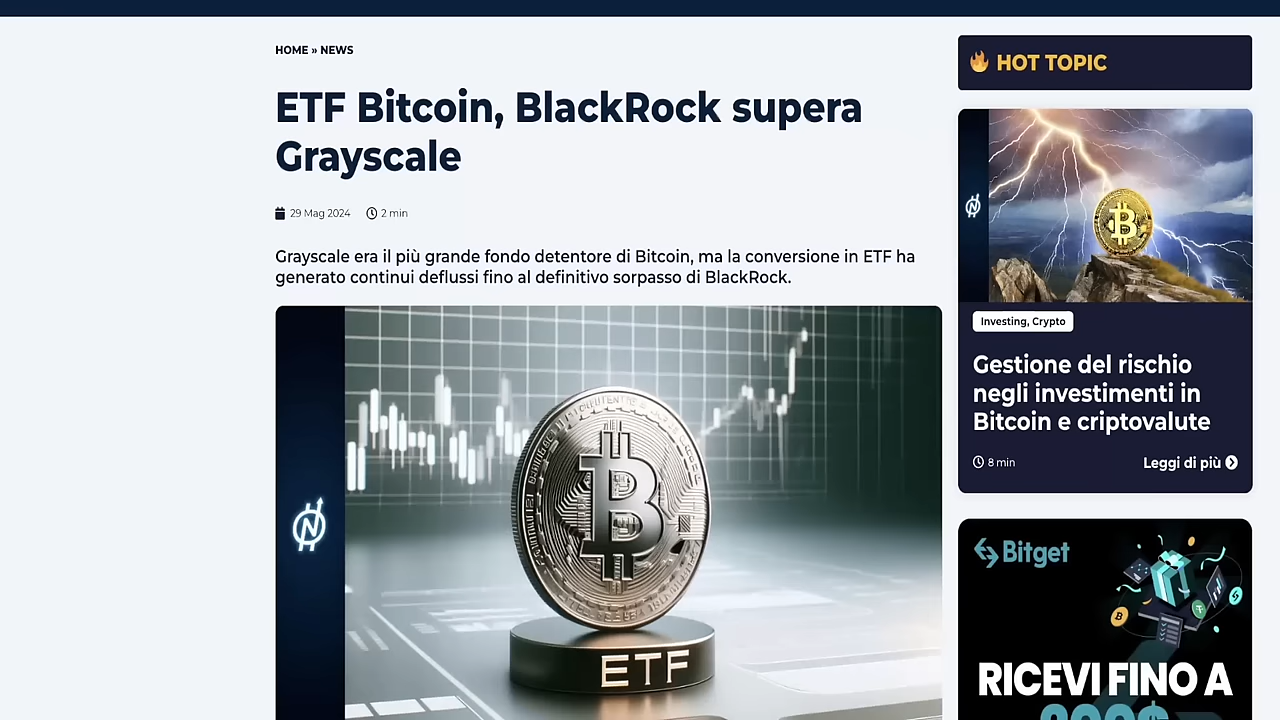 HOME » NEWS
ETF Bitcoin, BlackRock supera
Grayscale
29 Mag 2024 2 min
Grayscale era il più grande fondo detentore di Bitcoin, ma la conversione in ETF ha
generato continui deflussi fino al definitivo sorpasso di BlackRock.
ETF
HOT TOPIC
Investing, Crypto
Gestione del rischio
negli investimenti in
Bitcoin e criptovalute
8 min Leggi di più
Bitget
RICEVI FINO A